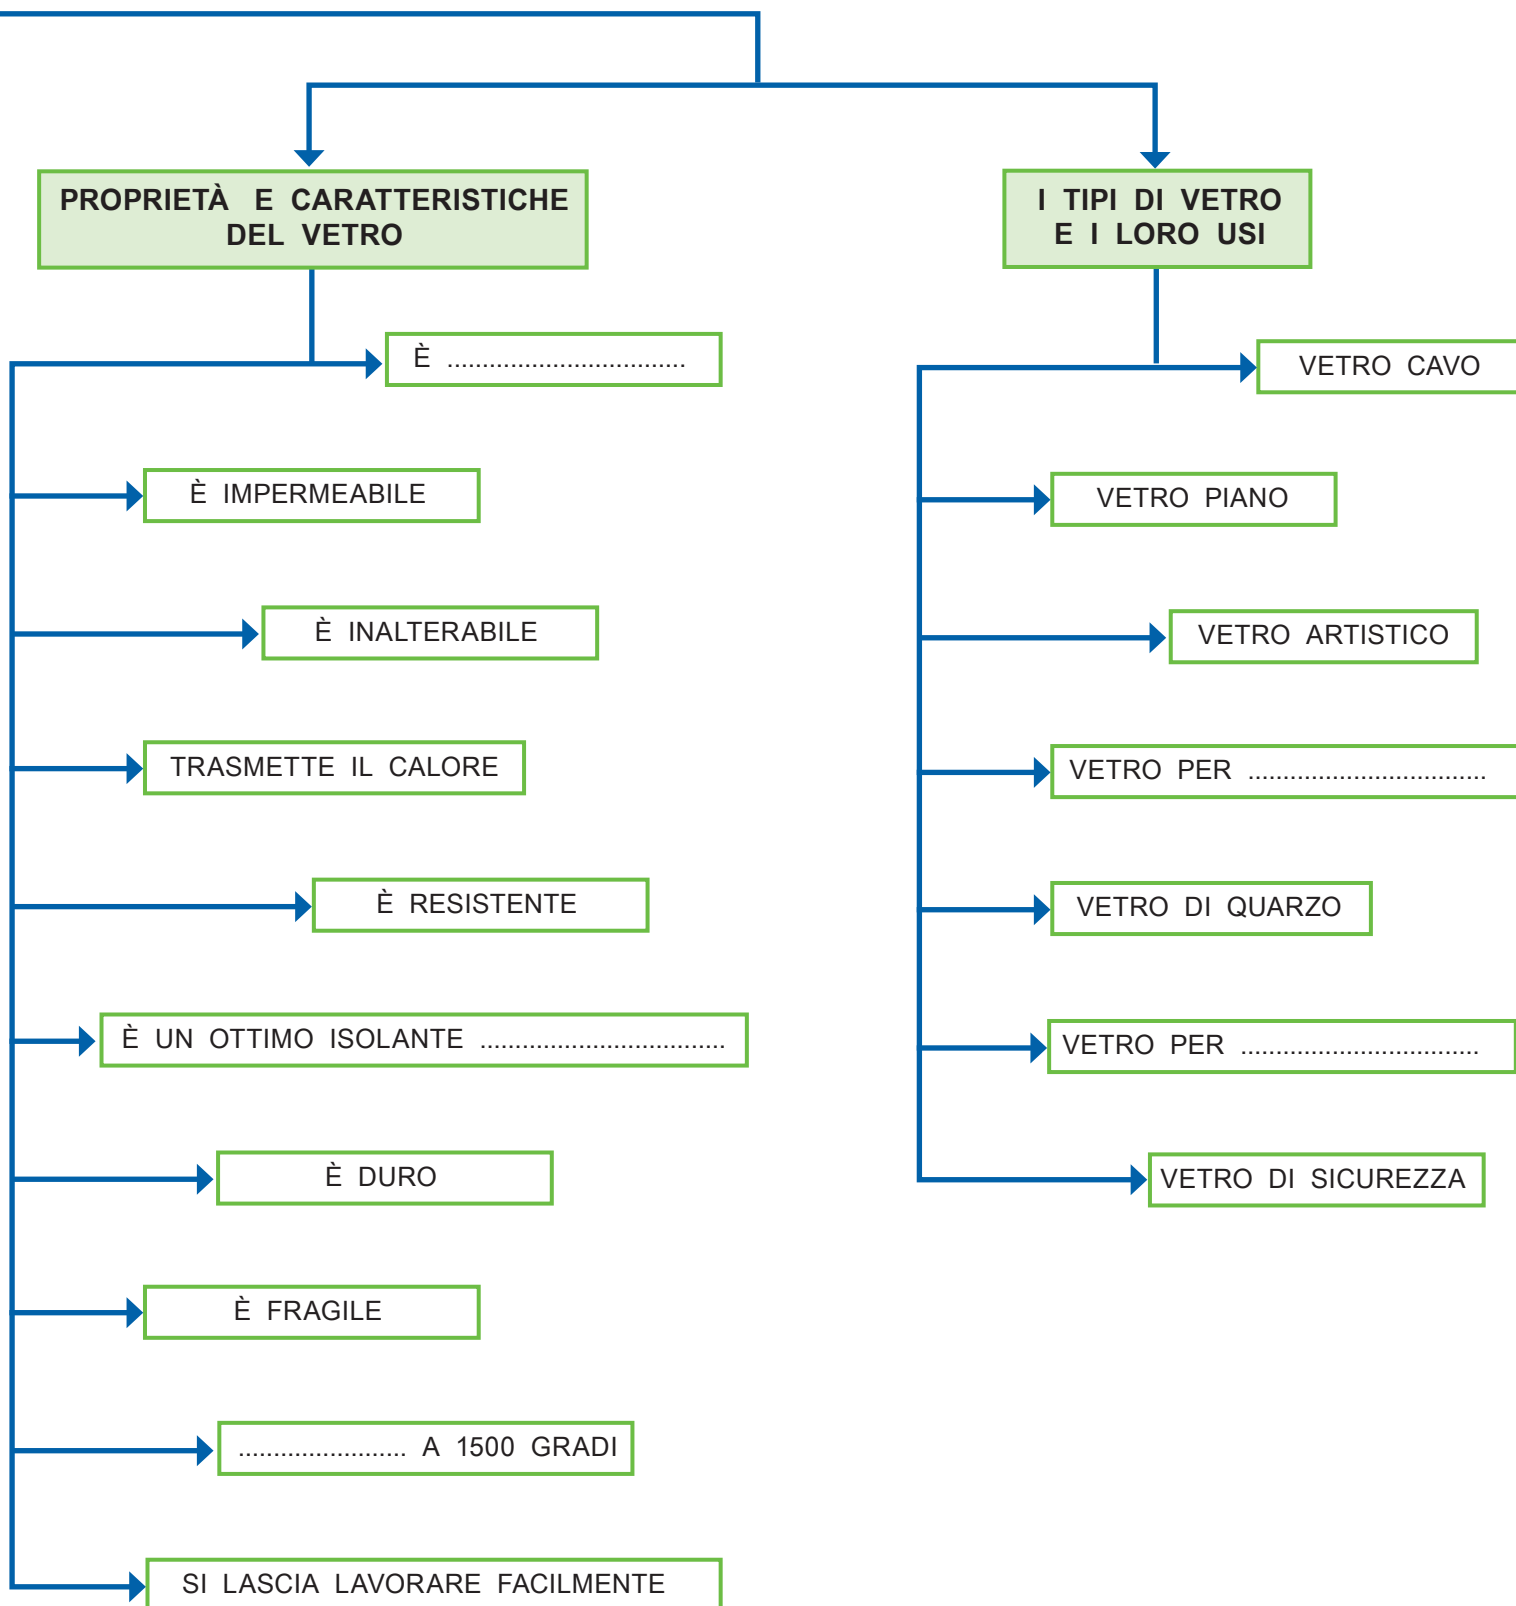 PROPRIETÀ E CARATTERISTICHE
DEL VETRO
È ..................................
È IMPERMEABILE
È INALTERABILE
TRASMETTE IL CALORE
È RESISTENTE
È UN OTTIMO ISOLANTE ...................................
È DURO
È FRAGILE
........................ A 1500 GRADI
SI LASCIA LAVORARE FACILMENTE
I TIPI DI VETRO
E I LORO USI
VETRO CAVO
VETRO PIANO
VETRO ARTISTICO
VETRO PER ..................................
VETRO DI QUARZO
VETRO PER ..................................
VETRO DI SICUREZZA